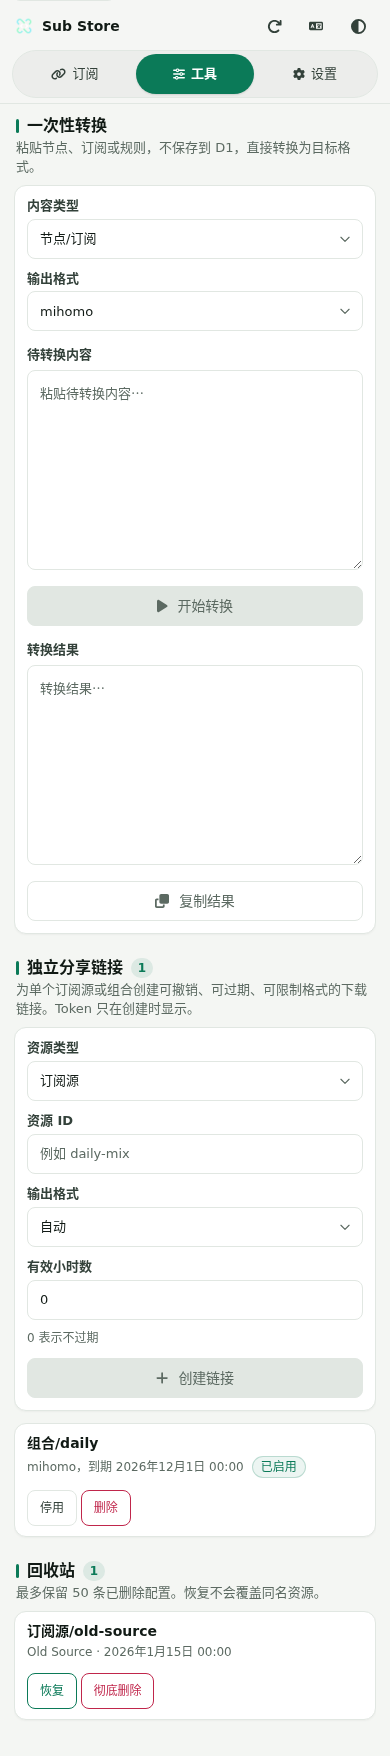 Sub Store
订阅
工具
设置
一次性转换
粘贴节点、订阅或规则，不保存到 D1，直接转换为目标格
式。
内容类型
节点/订阅
输出格式
mihomo
待转换内容
粘贴待转换内容…
开始转换
转换结果
转换结果…
复制结果
独立分享链接 1
为单个订阅源或组合创建可撤销、可过期、可限制格式的下载
链接。Token 只在创建时显示。
资源类型
订阅源
资源 ID
例如 daily-mix
输出格式
自动
有效小时数
0
0 表示不过期
创建链接
组合/daily
mihomo，到期 2026年12月1日 00:00 已启用
停用 删除
回收站 1
最多保留 50 条已删除配置。恢复不会覆盖同名资源。
订阅源/old-source
Old Source · 2026年1月15日 00:00
恢复 彻底删除